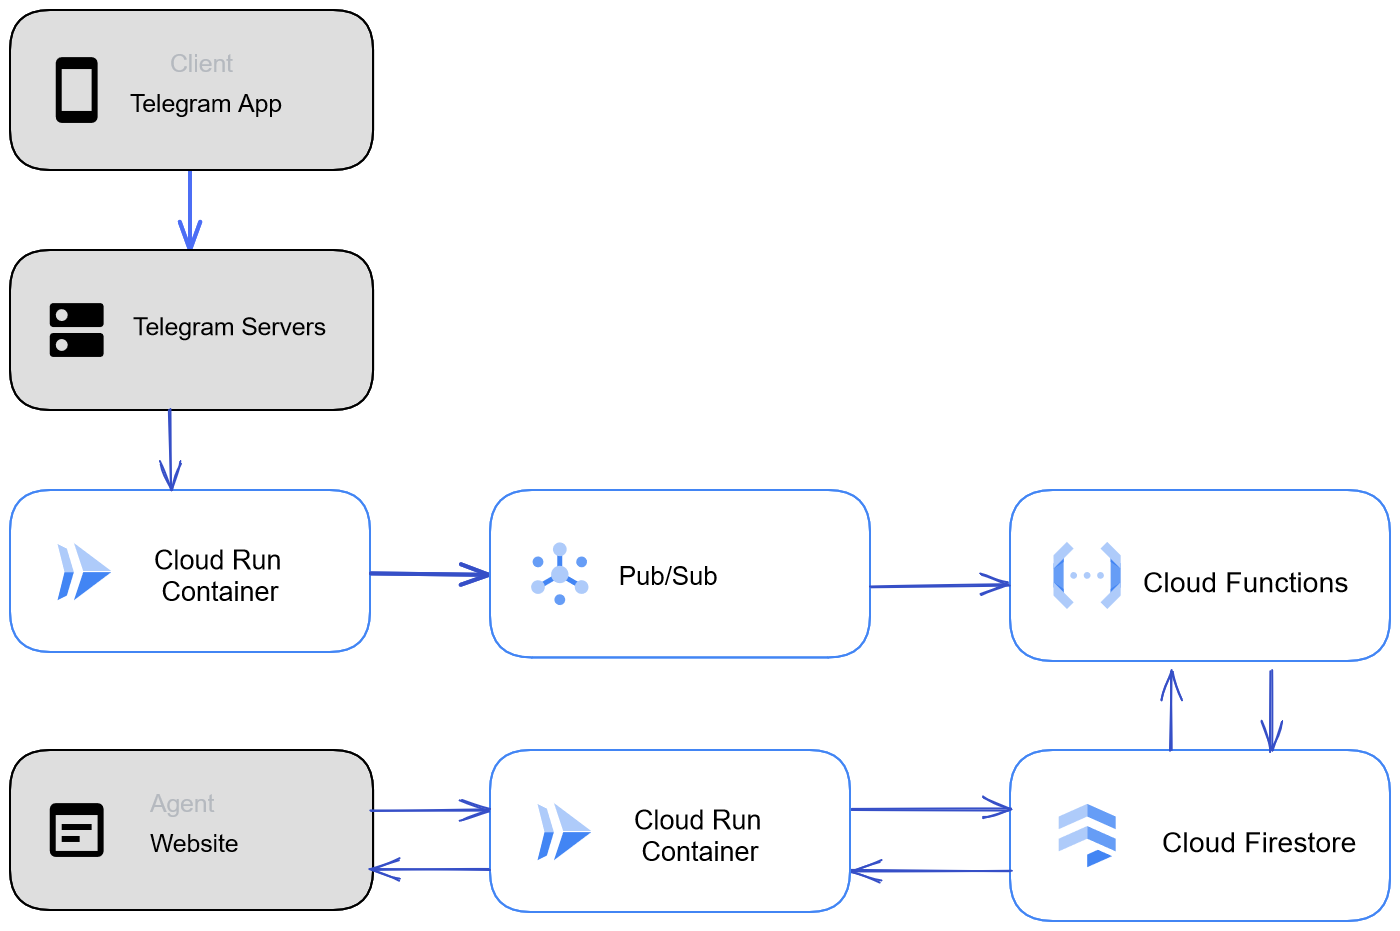 Client
Telegram App
Telegram Servers
Cloud Run
Container
Pub/Sub
Cloud Functions
Agent
Website
Cloud Run
Container
Cloud Firestore